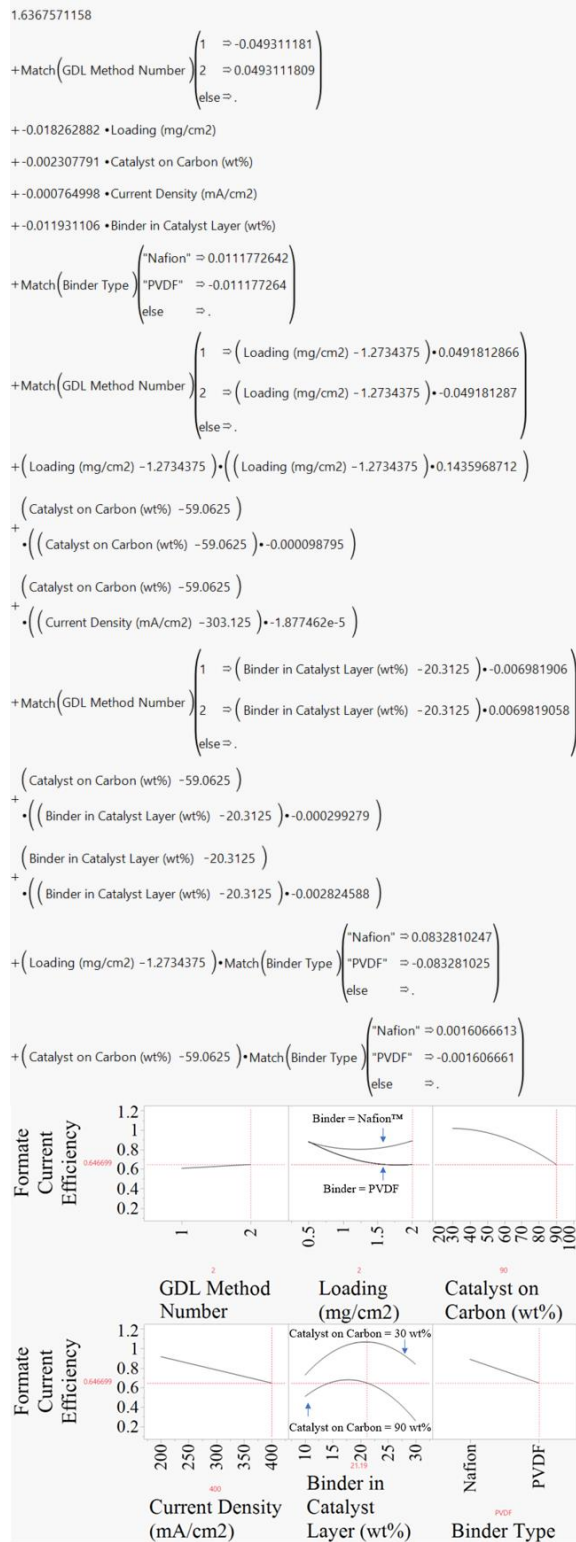 1.6367571158
1 ⇒ -0.049311181
+Match(GDL Method Number) 2 ⇒ 0.0493111809
else ⇒ .
+ -0.018262882 • Loading (mg/cm2)
+ -0.002307791 • Catalyst on Carbon (wt%)
+ -0.000764998 • Current Density (mA/cm2)
+ -0.011931106 • Binder in Catalyst Layer (wt%)
"Nafion" ⇒ 0.0111772642
+Match(Binder Type) "PVDF" ⇒ -0.011177264
else ⇒ .
1 ⇒ (Loading (mg/cm2) -1.2734375) • 0.0491812866
+Match(GDL Method Number) 2 ⇒ (Loading (mg/cm2) -1.2734375) • -0.049181287
else ⇒ .
+(Loading (mg/cm2) -1.2734375) • ((Loading (mg/cm2) -1.2734375) • 0.1435968712)
(Catalyst on Carbon (wt%) -59.0625)
+
•((Catalyst on Carbon (wt%) -59.0625) • -0.000098795)
(Catalyst on Carbon (wt%) -59.0625)
+
•((Current Density (mA/cm2) -303.125) • -1.877462e-5)
1 ⇒ (Binder in Catalyst Layer (wt%) -20.3125) • -0.006981906
+Match(GDL Method Number) 2 ⇒ (Binder in Catalyst Layer (wt%) -20.3125) • 0.0069819058
else ⇒ .
(Catalyst on Carbon (wt%) -59.0625)
+
•((Binder in Catalyst Layer (wt%) -20.3125) • -0.000299279)
(Binder in Catalyst Layer (wt%) -20.3125)
+
•((Binder in Catalyst Layer (wt%) -20.3125) • -0.002824588)
"Nafion" ⇒ 0.0832810247
+(Loading (mg/cm2) -1.2734375) • Match(Binder Type) "PVDF" ⇒ -0.083281025
else ⇒ .
"Nafion" ⇒ 0.0016066613
+(Catalyst on Carbon (wt%) -59.0625) • Match(Binder Type) "PVDF" ⇒ -0.001606661
else ⇒ .
Formate
Current
Efficiency
1.2
1
0.8
0.646699
0.6
0.4
0.2
Binder = Nafion™
Binder = PVDF
1 2
0.5 1 1.5 2
20 30 40 50 60 70 80 90 100
2
2
90
GDL Method
Number
Loading
(mg/cm2)
Catalyst on
Carbon (wt%)
Formate
Current
Efficiency
1.2
1
0.8
0.646699
0.6
0.4
0.2
Catalyst on Carbon = 30 wt%
Catalyst on Carbon = 90 wt%
200 250 300 350 400
10 15 20 25 30
Nafion
PVDF
400
21.19
PVDF
Current Density
(mA/cm2)
Binder in
Catalyst
Layer (wt%)
Binder Type